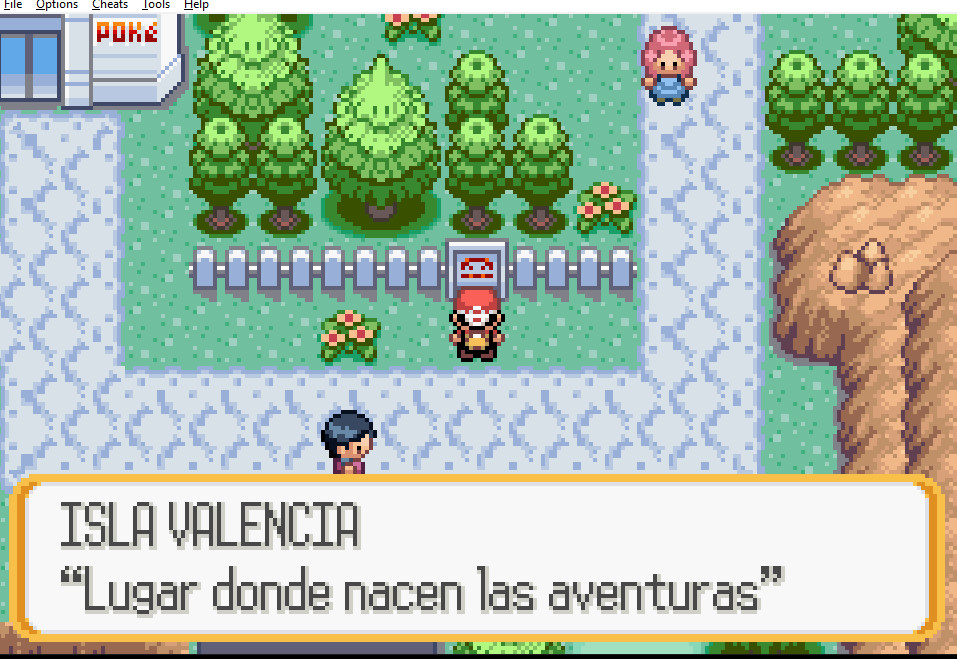 File Options Cheats Tools Help
POKé
ISLA VALENCIA
“Lugar donde nacen las aventuras”